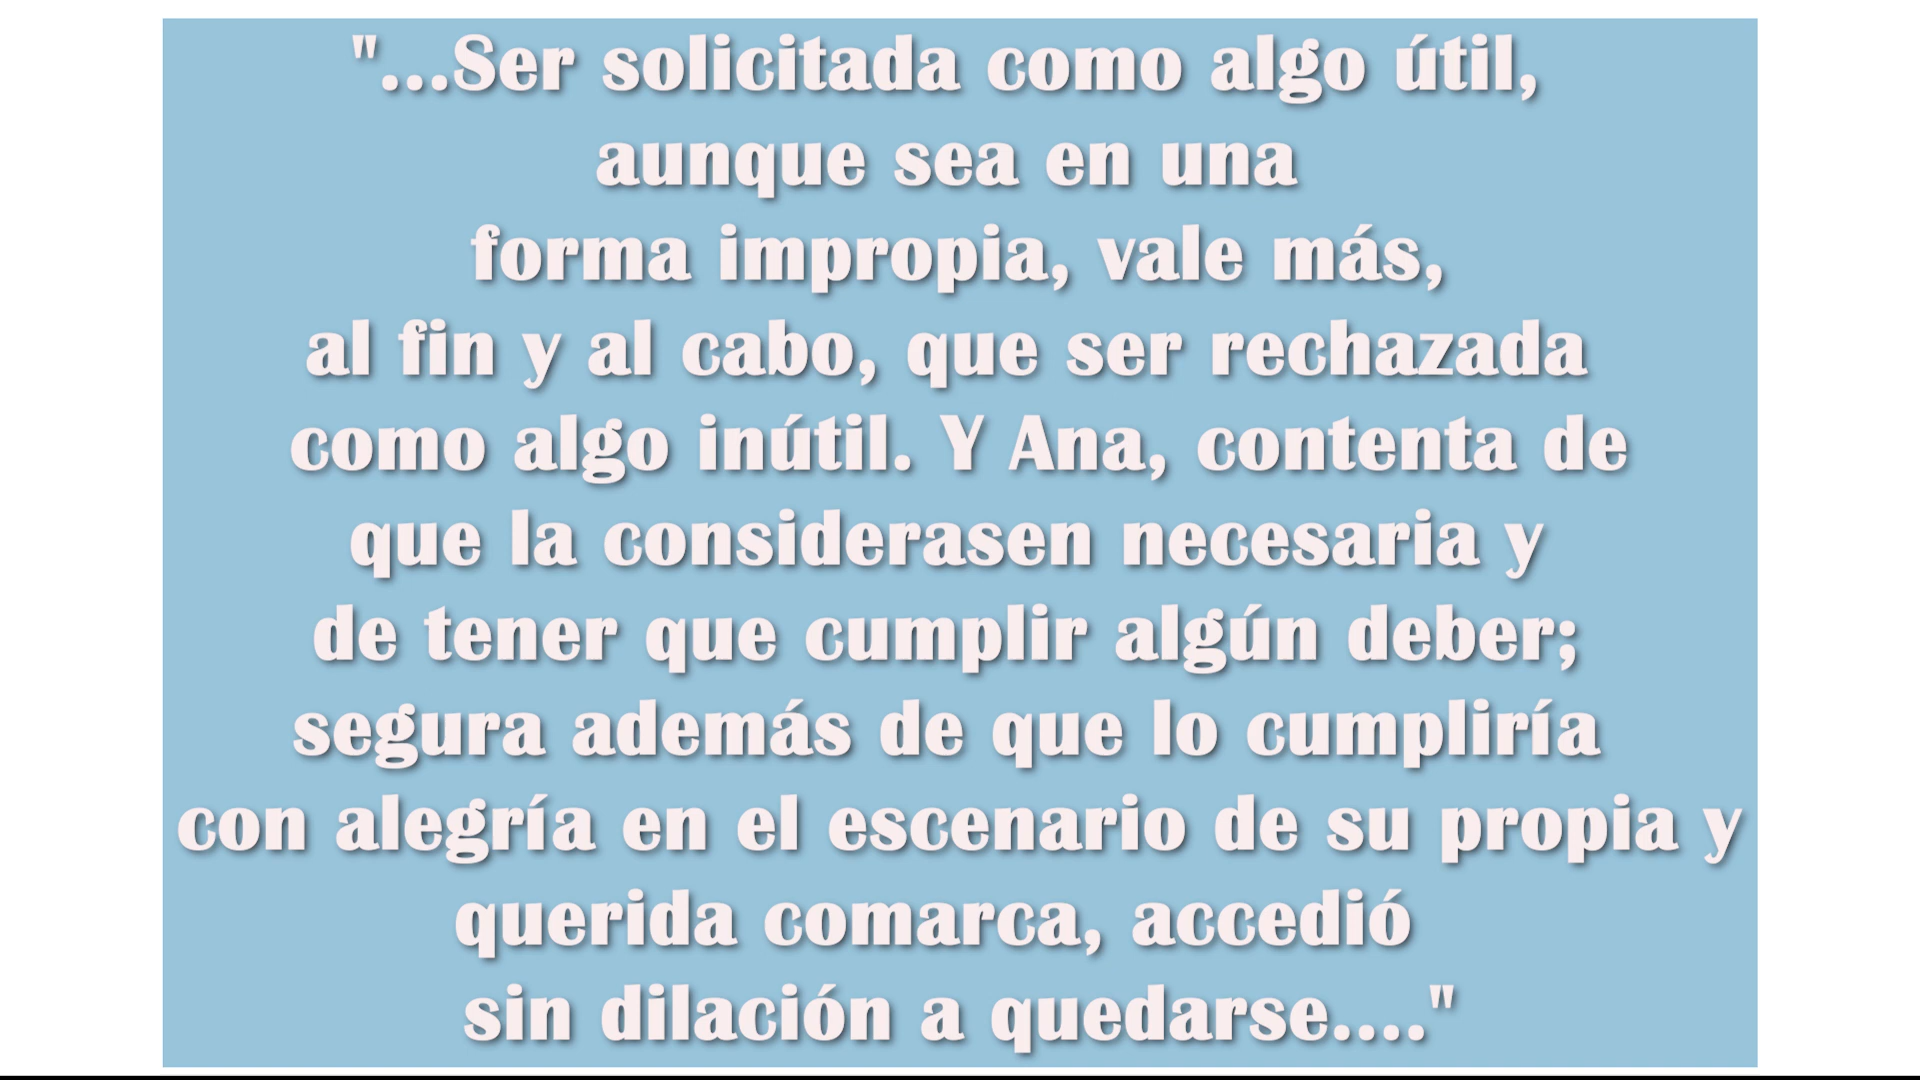 "...Ser solicitada como algo útil,
aunque sea en una
forma impropia, vale más,
al fin y al cabo, que ser rechazada
como algo inútil. Y Ana, contenta de
que la considerasen necesaria y
de tener que cumplir algún deber;
segura además de que lo cumpliría
con alegría en el escenario de su propia y
querida comarca, accedió
sin dilación a quedarse...."